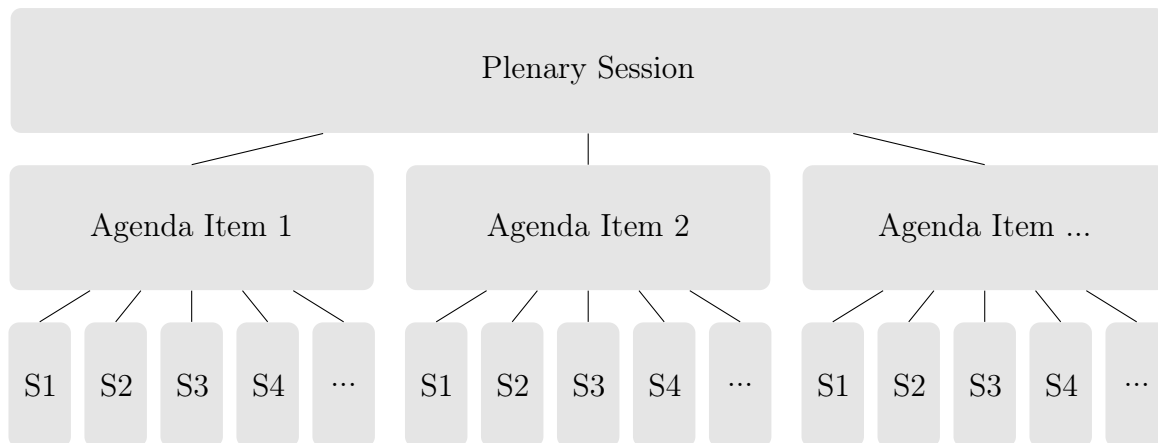 Plenary Session
Agenda Item 1 Agenda Item 2 Agenda Item ...
S1 S2 S3 S4 ... S1 S2 S3 S4 ... S1 S2 S3 S4 ...